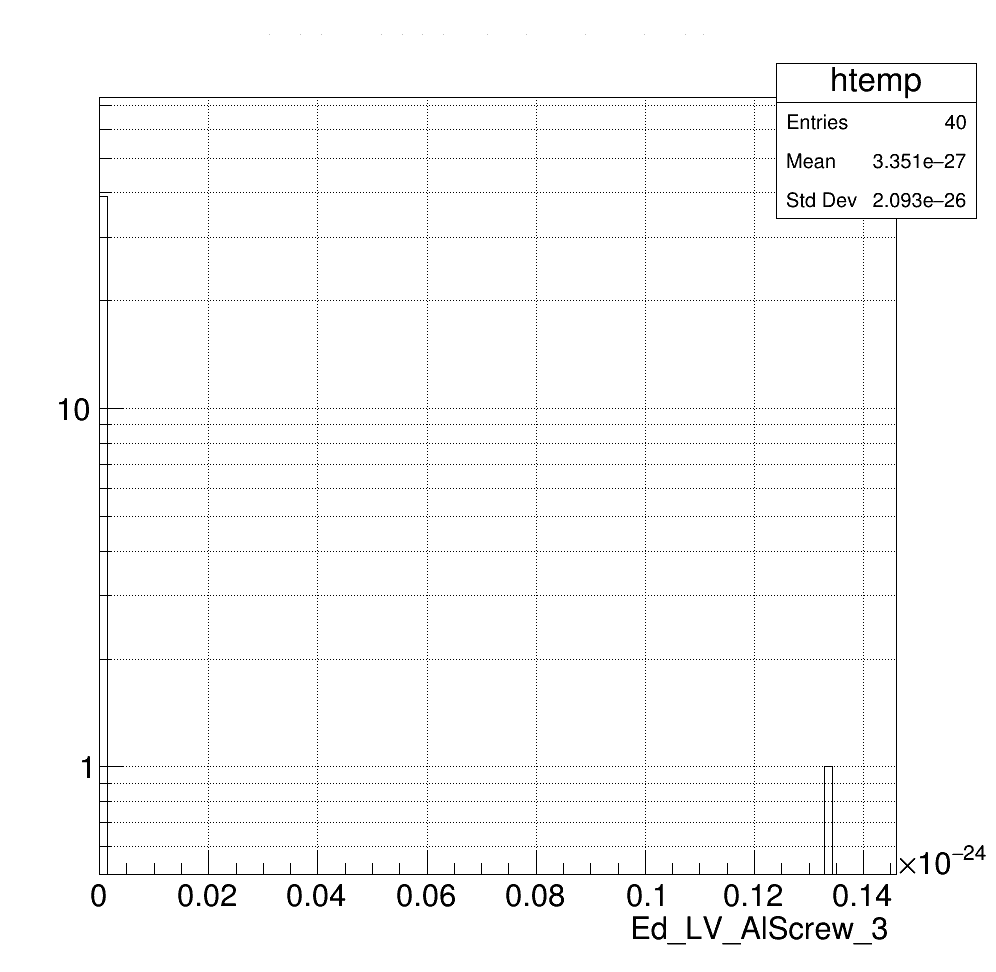 htemp
Entries 40
Mean 3.351e−27
Std Dev 2.093e−26
10
1
0 0.02 0.04 0.06 0.08 0.1 0.12 0.14
×10−24
Ed_LV_AlScrew_3